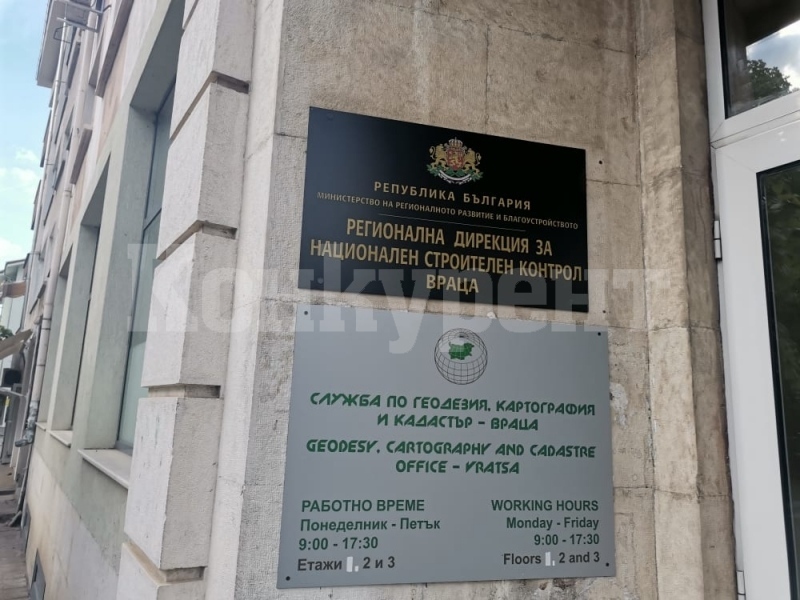 РЕПУБЛИКА БЪЛГАРИЯ
МИНИСТЕРСТВО НА РЕГИОНАЛНОТО РАЗВИТИЕ И БЛАГОУСТРОЙСТВОТО
РЕГИОНАЛНА ДИРЕКЦИЯ ЗА
НАЦИОНАЛЕН СТРОИТЕЛЕН КОНТРОЛ
ВРАЦА
Конкурент
СЛУЖБА ПО ГЕОДЕЗИЯ, КАРТОГРАФИЯ
И КАДАСТЪР – ВРАЦА
GEODESY, CARTOGRAPHY AND CADASTRE
OFFICE – VRATSA
РАБОТНО ВРЕМЕ
Понеделник - Петък
9:00 - 17:30
Етажи , 2 и 3
WORKING HOURS
Monday - Friday
9:00 - 17:30
Floors , 2 and 3